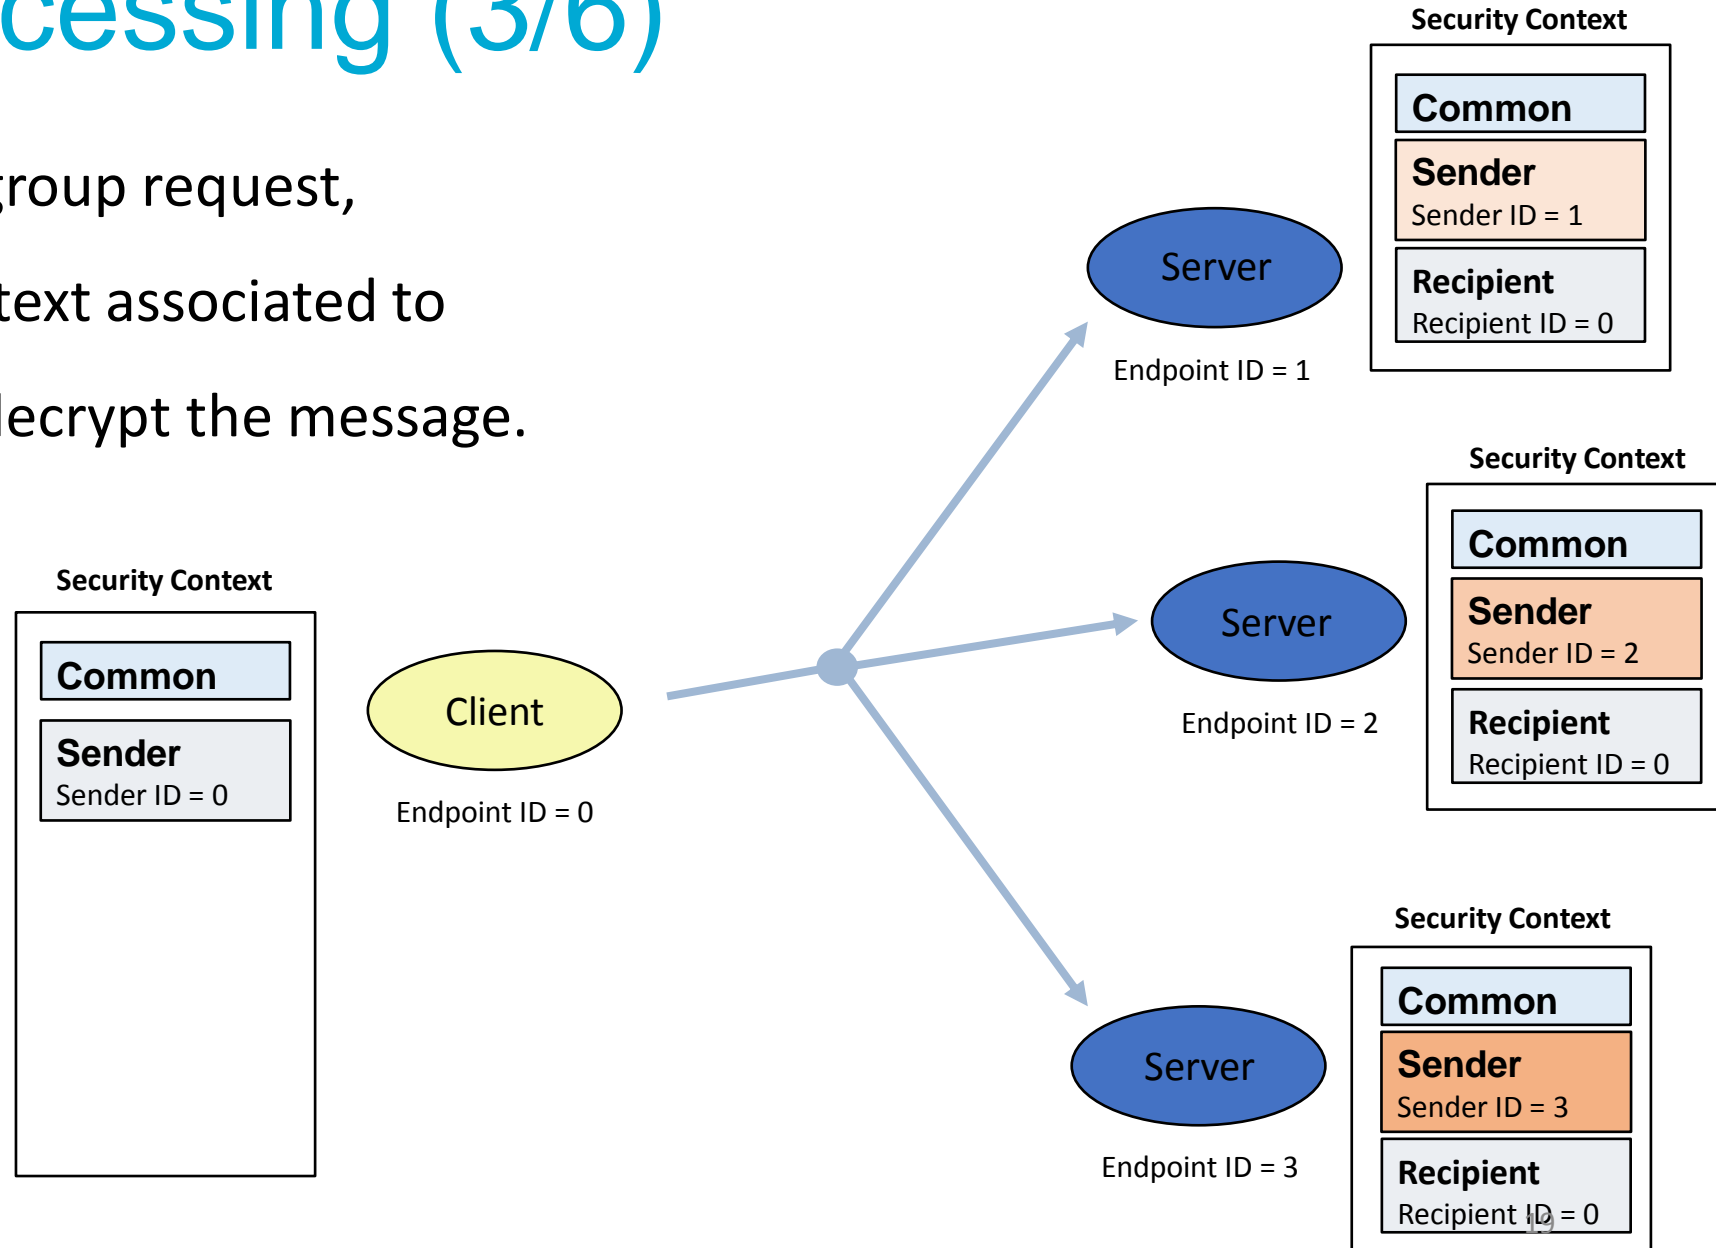 cessing (3/6)
group request,
text associated to
decrypt the message.
Security Context
Common
Sender
Sender ID = 0
Client
Endpoint ID = 0
Server
Endpoint ID = 1
Security Context
Common
Sender
Sender ID = 1
Recipient
Recipient ID = 0
Server
Endpoint ID = 2
Security Context
Common
Sender
Sender ID = 2
Recipient
Recipient ID = 0
Server
Endpoint ID = 3
Security Context
Common
Sender
Sender ID = 3
Recipient
Recipient ID = 0
19